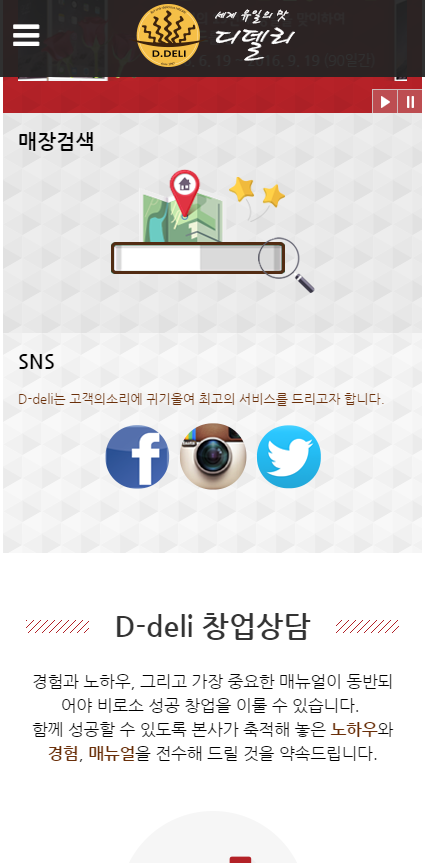 세계 유일의 맛
디델리
D.DELI
6. 19 ~ 2016. 9. 19 (90일간)
매장검색
SNS
D-deli는 고객의소리에 귀기울여 최고의 서비스를 드리고자 합니다.
D-deli 창업상담
경험과 노하우, 그리고 가장 중요한 매뉴얼이 동반되
어야 비로소 성공 창업을 이룰 수 있습니다.
함께 성공할 수 있도록 본사가 축적해 놓은 노하우와
경험, 매뉴얼을 전수해 드릴 것을 약속드립니다.